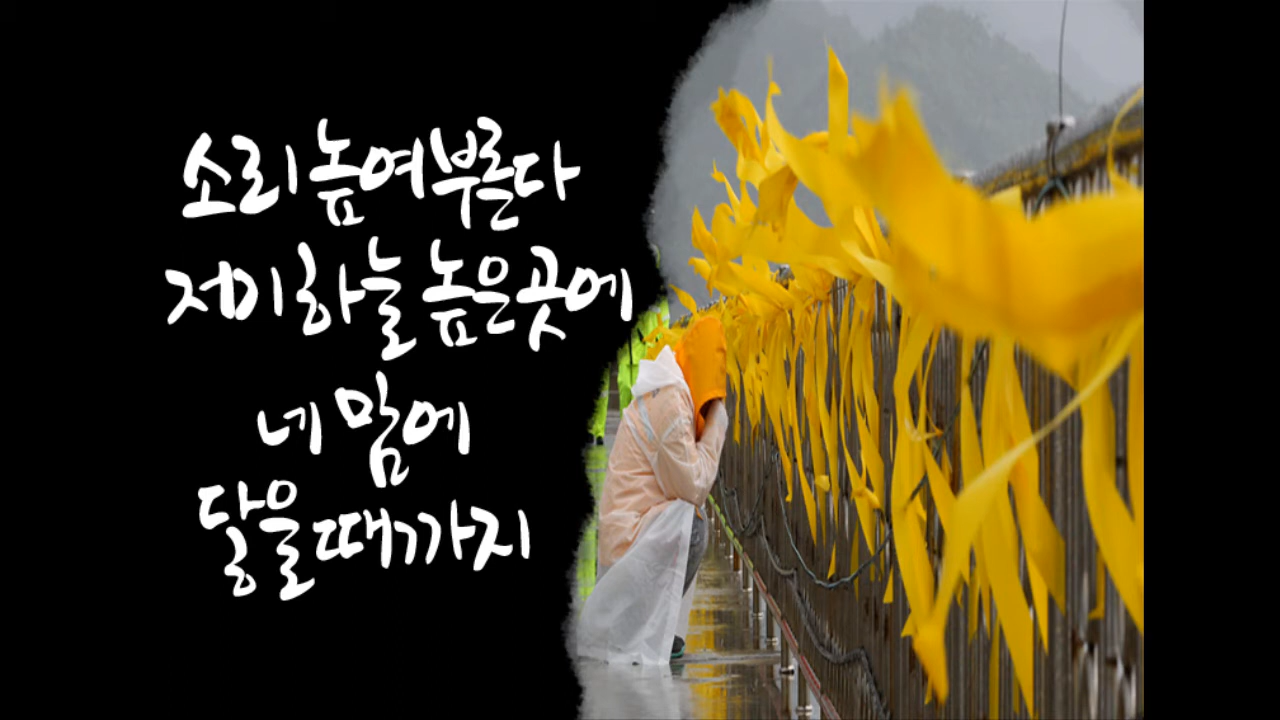 소리 높여 부른다
저미 하늘 높은 곳에
네 맘에
닿을 때까지